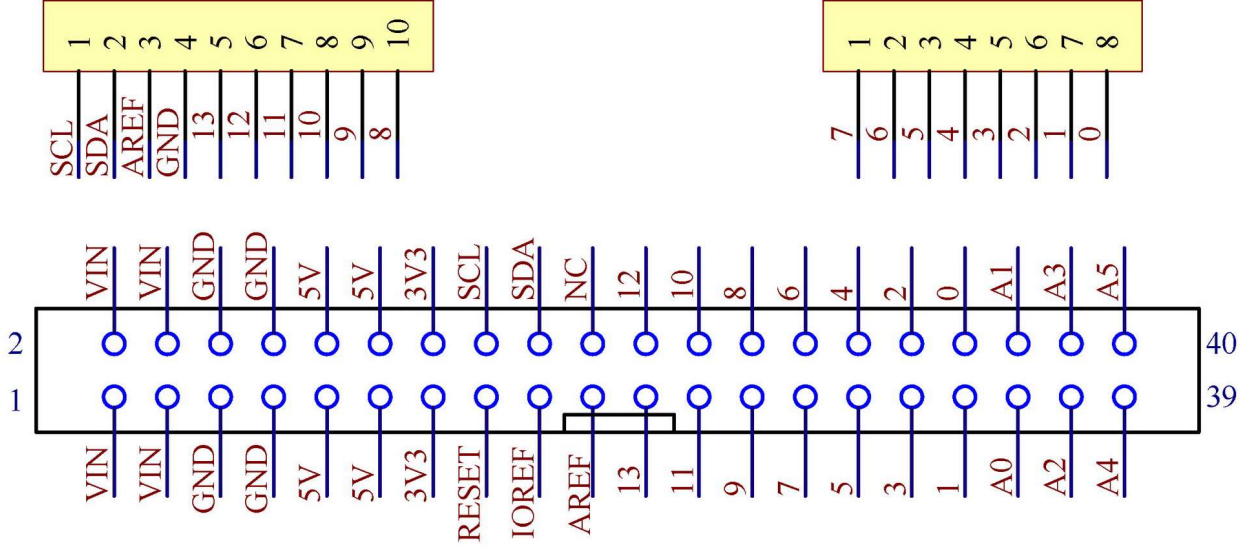 1 2 3 4 5 6 7 8 9 10
1 2 3 4 5 6 7 8
SCL SDA AREF GND 13 12 11 10 9 8
7 6 5 4 3 2 1 0
VIN VIN GND GND 5V 5V 3V3 SCL SDA NC 12 10 8 6 4 2 0 A1 A3 A5
2 40
1 39
VIN VIN GND GND 5V 5V 3V3 RESET IOREF AREF 13 11 9 7 5 3 1 A0 A2 A4